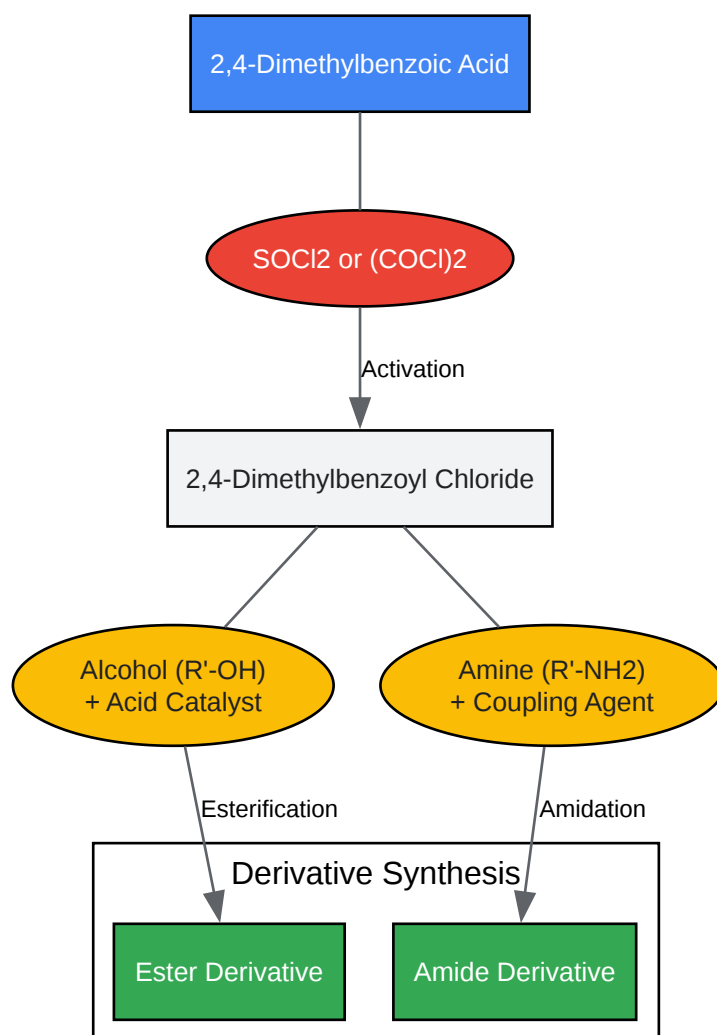 2,4-Dimethylbenzoic Acid
SOCl2 or (COCl)2
Activation
2,4-Dimethylbenzoyl Chloride
Alcohol (R'-OH)
+ Acid Catalyst
Amine (R'-NH2)
+ Coupling Agent
Esterification
Amidation
Derivative Synthesis
Ester Derivative
Amide Derivative